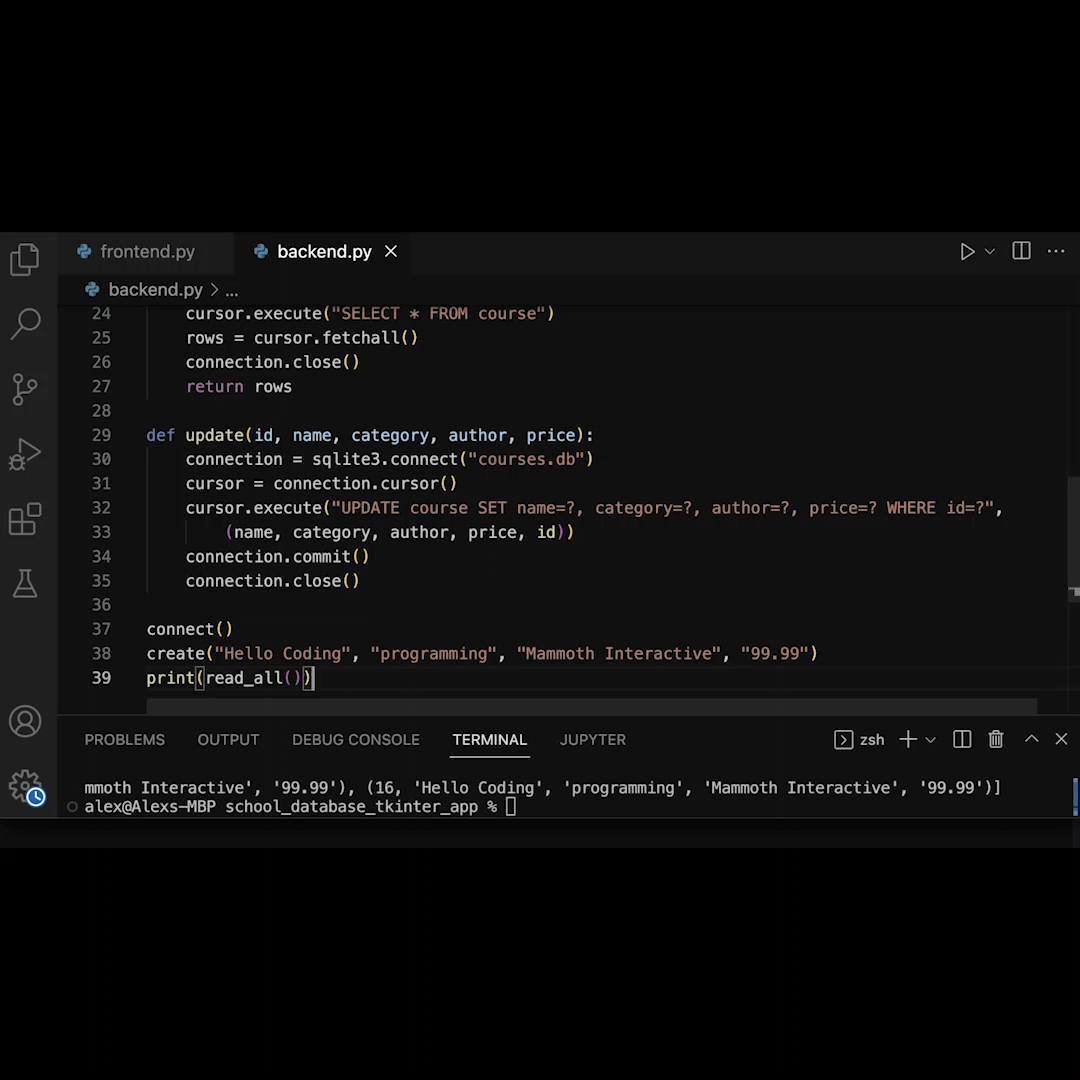 frontend.py backend.py
backend.py > ...
24 cursor.execute("SELECT * FROM course")
25 rows = cursor.fetchall()
26 connection.close()
27 return rows
28
29 def update(id, name, category, author, price):
30 connection = sqlite3.connect("courses.db")
31 cursor = connection.cursor()
32 cursor.execute("UPDATE course SET name=?, category=?, author=?, price=? WHERE id=?",
33 (name, category, author, price, id))
34 connection.commit()
35 connection.close()
36
37 connect()
38 create("Hello Coding", "programming", "Mammoth Interactive", "99.99")
39 print(read_all())
PROBLEMS OUTPUT DEBUG CONSOLE TERMINAL JUPYTER zsh
mmoth Interactive', '99.99'), (16, 'Hello Coding', 'programming', 'Mammoth Interactive', '99.99')]
alex@Alexs-MBP school_database_tkinter_app %